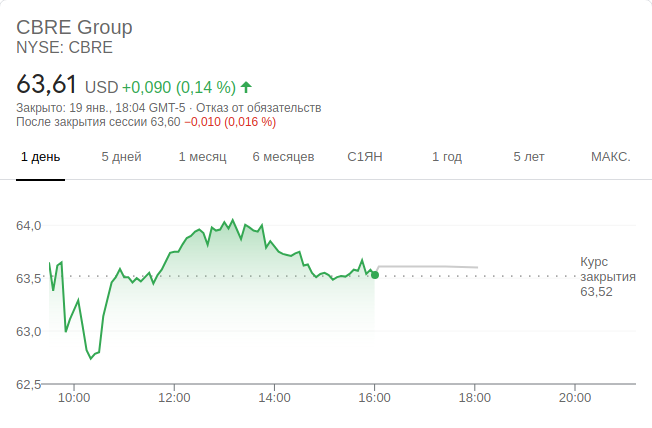 CBRE Group
NYSE: CBRE
63,61 USD +0,090 (0,14 %)
Закрыто: 19 янв., 18:04 GMT-5 · Отказ от обязательств
После закрытия сессии 63,60 −0,010 (0,016 %)
1 день 5 дней 1 месяц 6 месяцев С1ЯН 1 год 5 лет МАКС.
64,0
63,5
63,0
62,5
Курс
закрытия
63,52
10:00 12:00 14:00 16:00 18:00 20:00